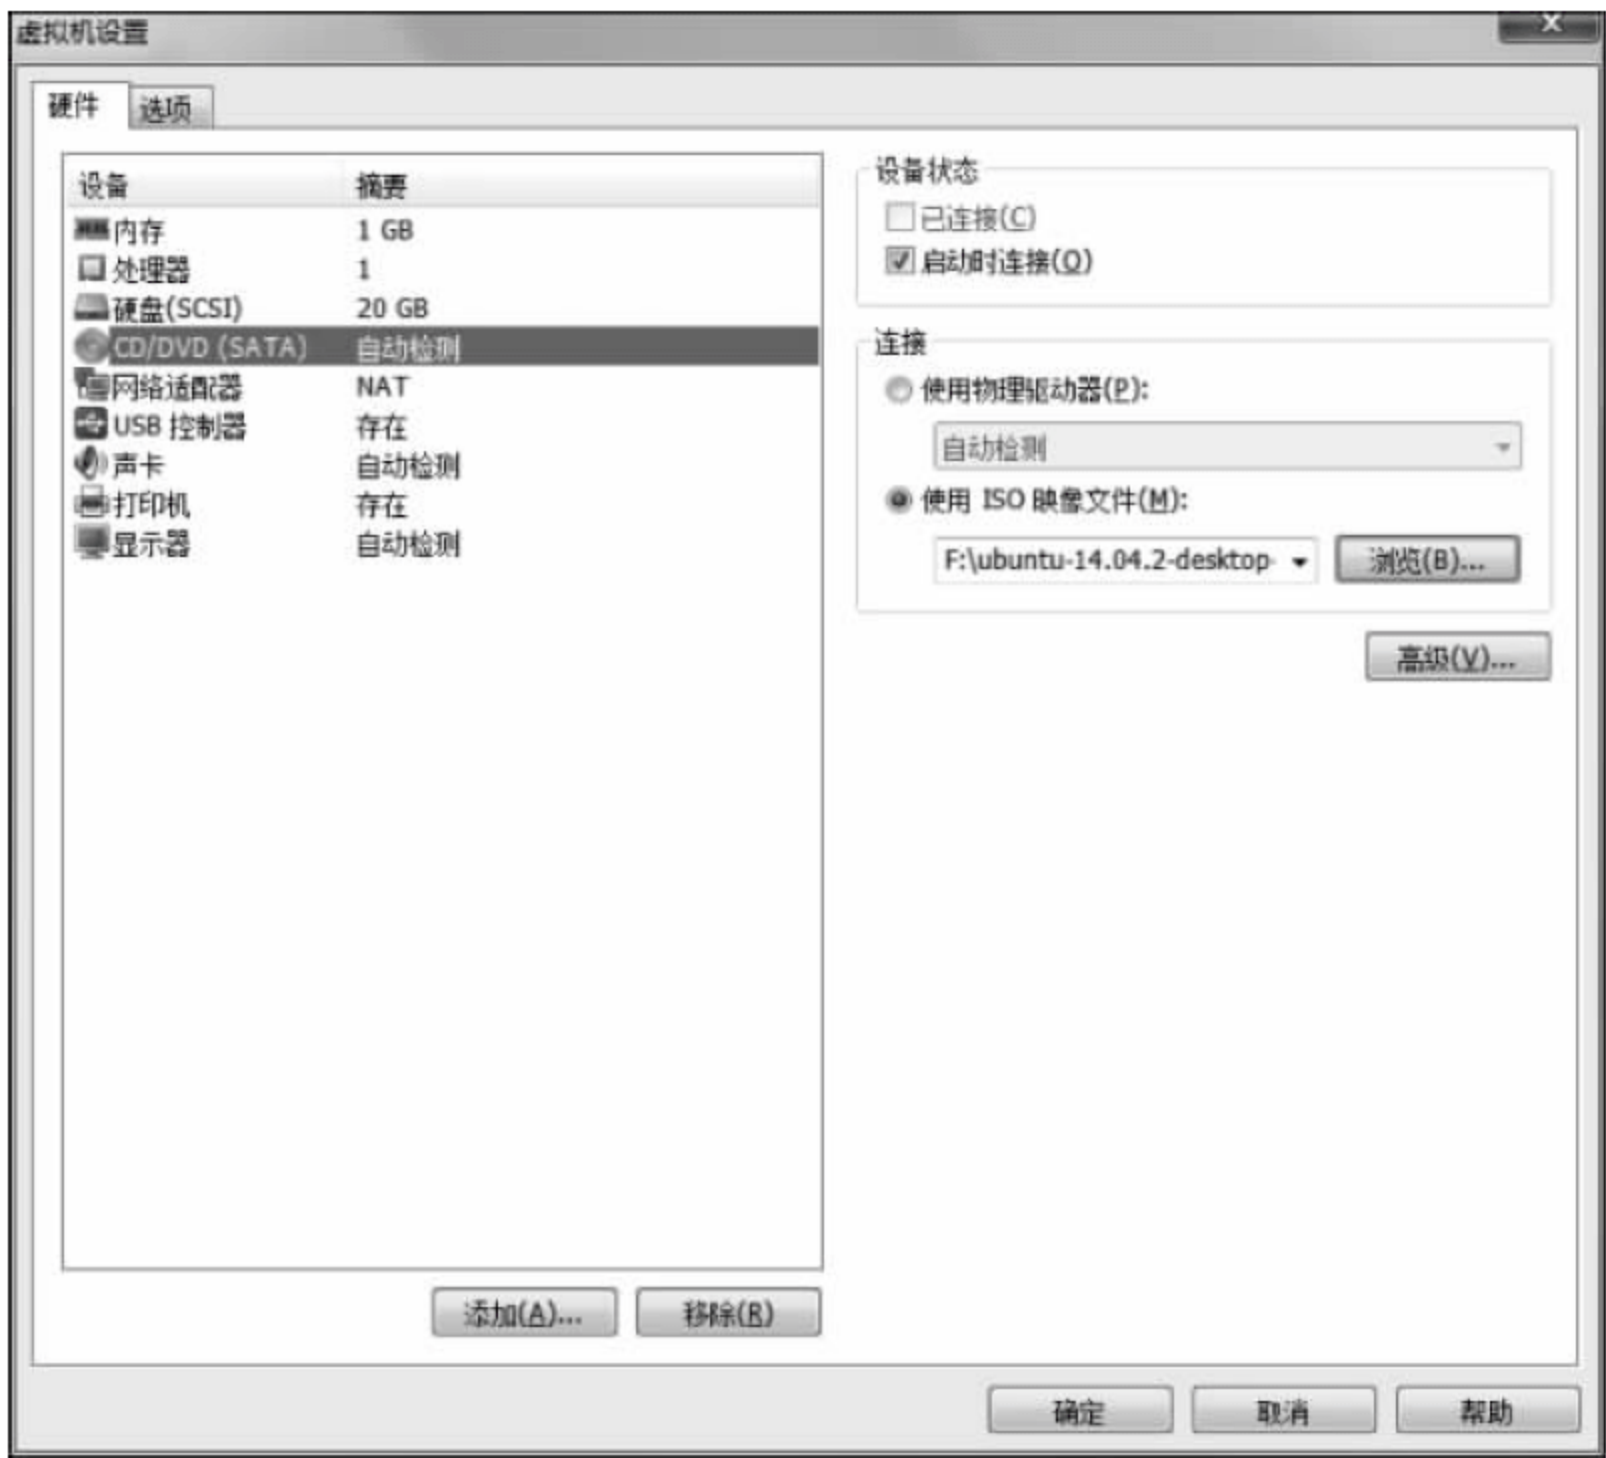 虚拟机设置
硬件 选项
设备 摘要
内存 1 GB
处理器 1
硬盘(SCSI) 20 GB
CD/DVD (SATA) 自动检测
网络适配器 NAT
USB 控制器 存在
声卡 自动检测
打印机 存在
显示器 自动检测
添加(A)... 移除(R)
设备状态
已连接(C)
启动时连接(O)
连接
使用物理驱动器(P):
自动检测
使用 ISO 映像文件(M):
F:\ubuntu-14.04.2-desktop- 浏览(B)...
高级(V)...
确定 取消 帮助